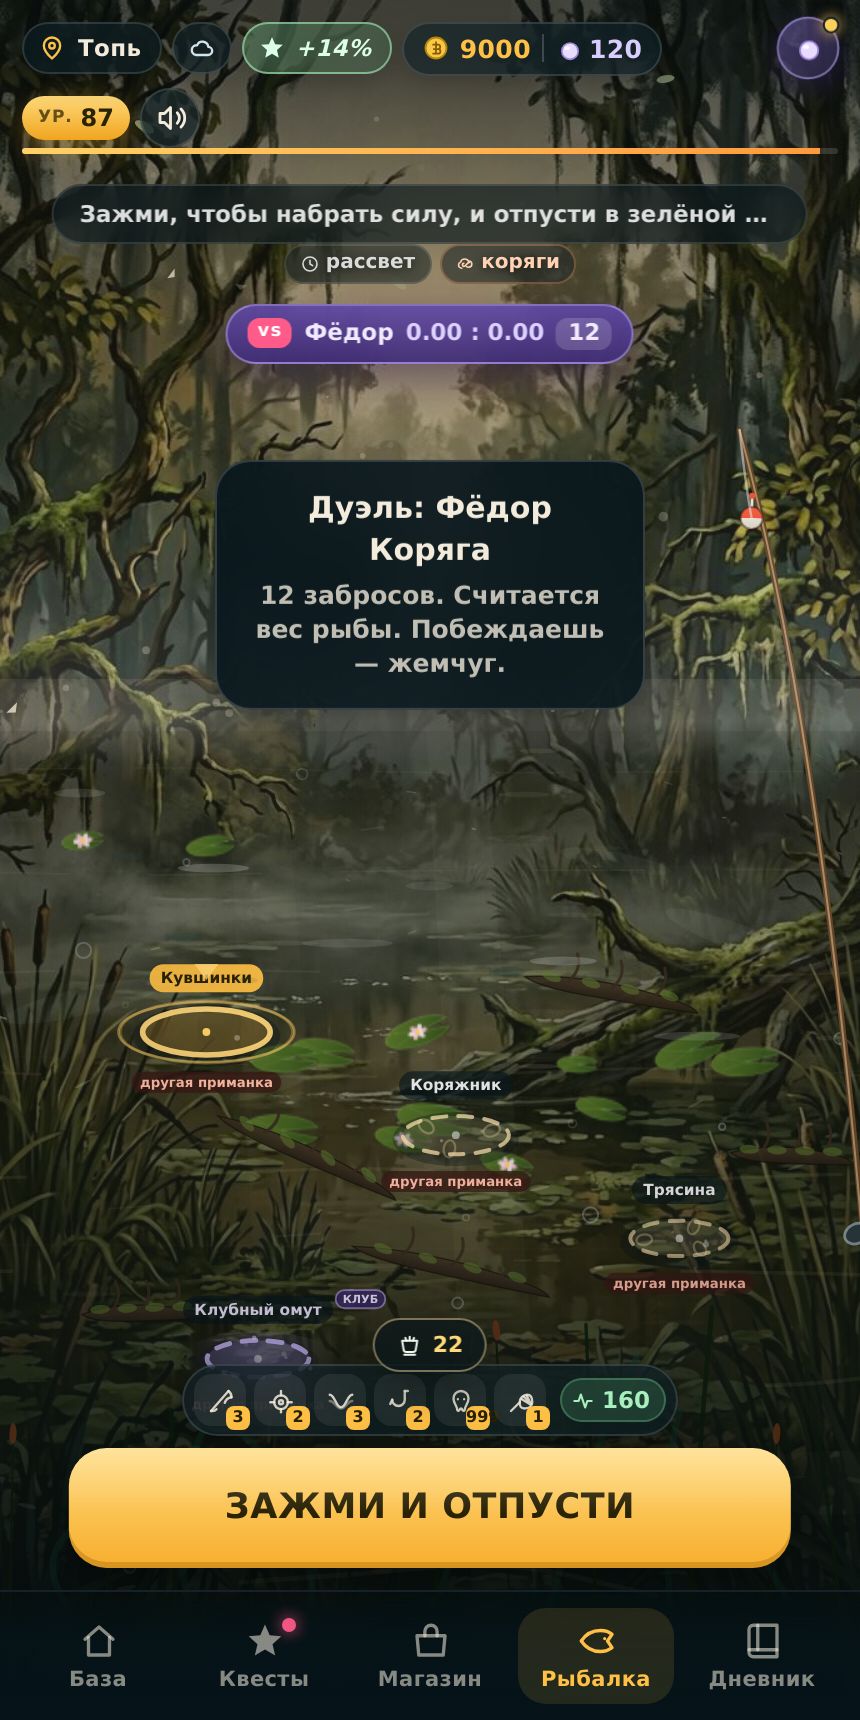 Топь
+14%
9000
120
УР. 87
Зажми, чтобы набрать силу, и отпусти в зелёной ...
рассвет
коряги
VS Фёдор 0.00 : 0.00 12
Дуэль: Фёдор
Коряга
12 забросов. Считается
вес рыбы. Побеждаешь
— жемчуг.
Кувшинки
другая приманка
Коряжник
другая приманка
Трясина
другая приманка
Клубный омут
КЛУБ
22
3
2
3
2
99
1
160
ЗАЖМИ И ОТПУСТИ
База
Квесты
Магазин
Рыбалка
Дневник